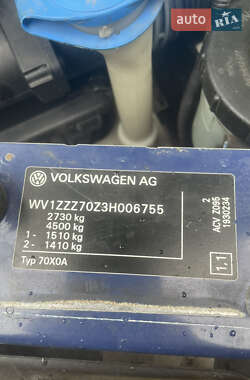 RIA.com
VOLKSWAGEN AG
WV1ZZZ70Z3H006755
2730 kg
4500 kg
1- 1510 kg
2- 1410 kg
Typ 70X0A
2
ACV Z095
1930234
1.1